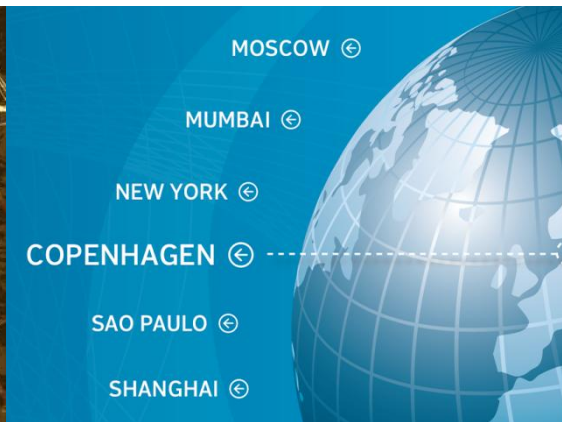 MOSCOW
MUMBAI
NEW YORK
COPENHAGEN
SAO PAULO
SHANGHAI